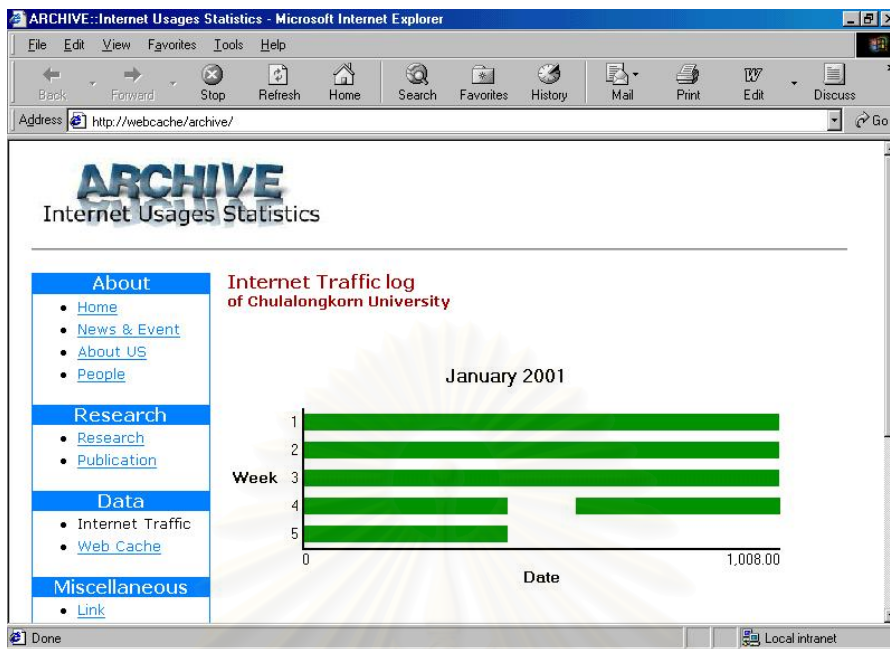 ARCHIVE::Internet Usages Statistics - Microsoft Internet Explorer
File Edit View Favorites Tools Help
Back Forward Stop Refresh Home Search Favorites History Mail Print Edit Discuss
Address http://webcache/archive/ Go
ARCHIVE
Internet Usages Statistics
About
Home
News & Event
About US
People
Research
Research
Publication
Data
Internet Traffic
Web Cache
Miscellaneous
Link
Internet Traffic log
of Chulalongkorn University
January 2001
Week
1
2
3
4
5
0 1,008.00
Date
Done Local intranet